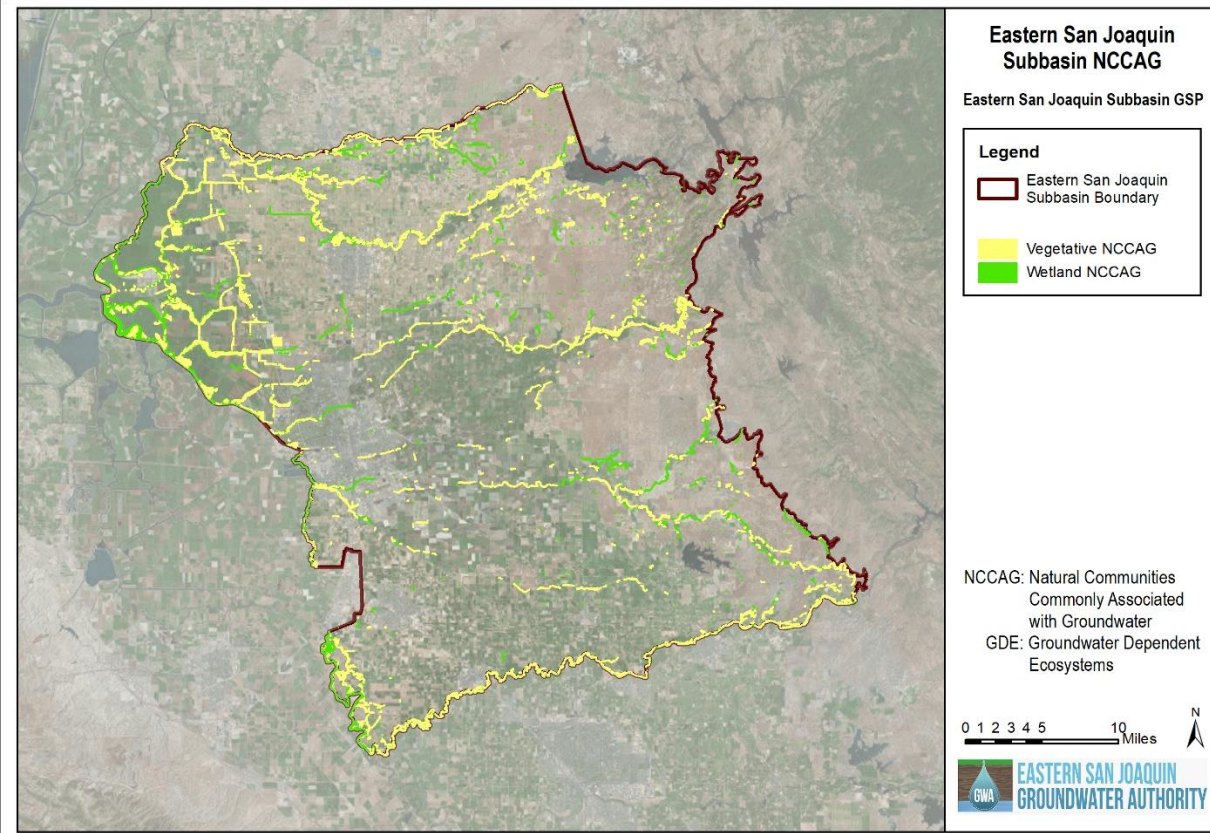 Eastern San Joaquin
Subbasin NCCAG
Eastern San Joaquin Subbasin GSP
Legend
Eastern San Joaquin
Subbasin Boundary
Vegetative NCCAG
Wetland NCCAG
NCCAG: Natural Communities
Commonly Associated
with Groundwater
GDE: Groundwater Dependent
Ecosystems
N
0 1 2 3 4 5 10
Miles
GWA
EASTERN SAN JOAQUIN
GROUNDWATER AUTHORITY